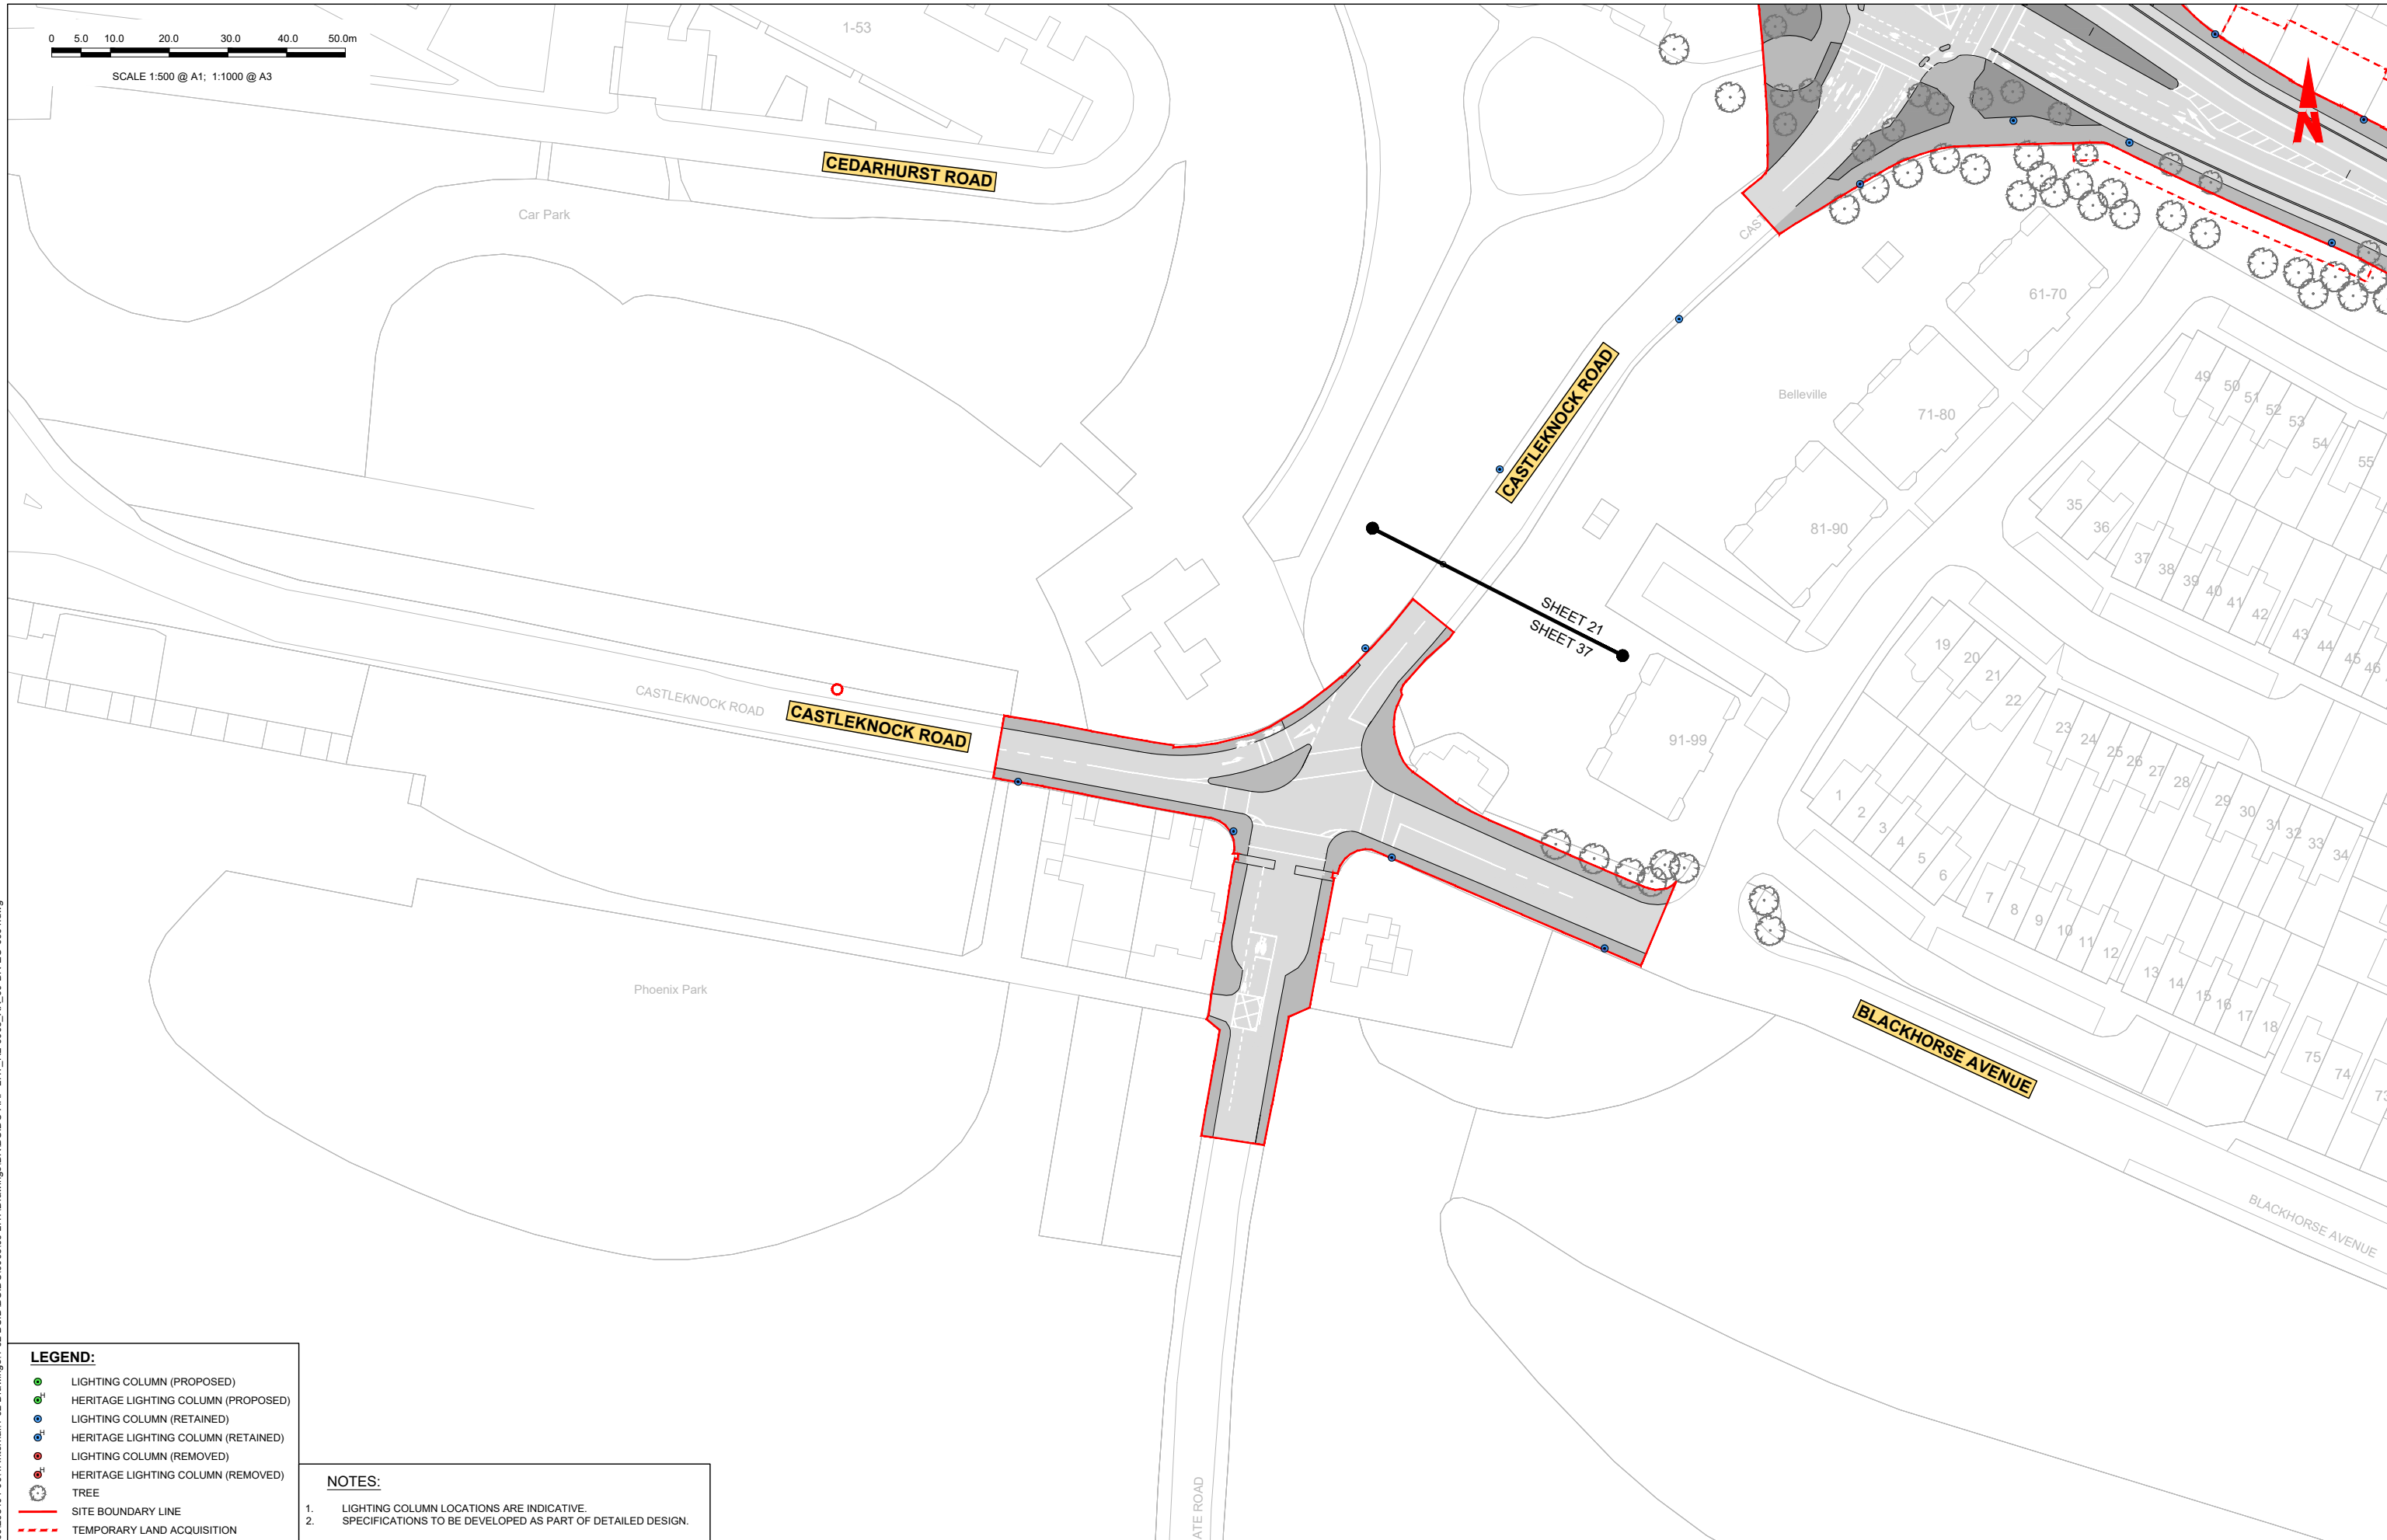 0 5.0 10.0 20.0 30.0 40.0 50.0m
SCALE 1:500 @ A1; 1:1000 @ A3
1-53
CEDARHURST ROAD
Car Park
N
CASTLEKNOCK ROAD
61-70
Belleville
71-80
81-90
49
50
51
52
53
54
55
35
36
37
38
39
40
41
42
43
44
45
46
SHEET 21
SHEET 37
CASTLEKNOCK ROAD
CASTLEKNOCK ROAD
91-99
19
20
21
22
23
24
25
26
27
28
29
30
31
32
33
34
1
2
3
4
5
6
7
8
9
10
11
12
13
14
15
16
17
18
75
74
73
Phoenix Park
BLACKHORSE AVENUE
BLACKHORSE AVENUE
ATE ROAD
LEGEND:
LIGHTING COLUMN (PROPOSED)
H HERITAGE LIGHTING COLUMN (PROPOSED)
LIGHTING COLUMN (RETAINED)
H HERITAGE LIGHTING COLUMN (RETAINED)
LIGHTING COLUMN (REMOVED)
H HERITAGE LIGHTING COLUMN (REMOVED)
TREE
SITE BOUNDARY LINE
TEMPORARY LAND ACQUISITION
NOTES:
1. LIGHTING COLUMN LOCATIONS ARE INDICATIVE.
2. SPECIFICATIONS TO BE DEVELOPED AS PART OF DETAILED DESIGN.